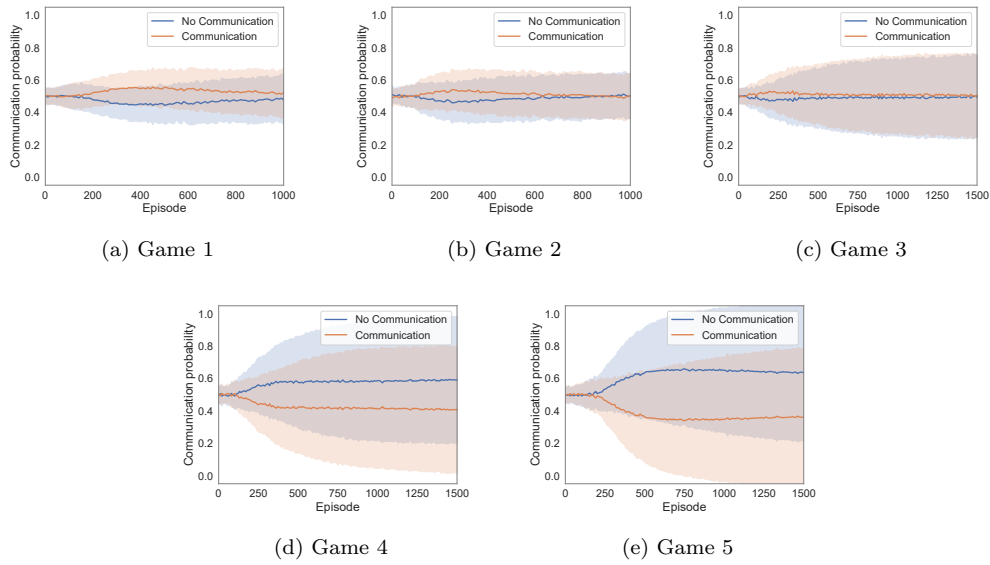 1.0
0.8
0.6
0.4
0.2
0.0
Communication probability
No Communication
Communication
0 200 400 600 800 1000
Episode
(a) Game 1
1.0
0.8
0.6
0.4
0.2
0.0
Communication probability
No Communication
Communication
0 200 400 600 800 1000
Episode
(b) Game 2
1.0
0.8
0.6
0.4
0.2
0.0
Communication probability
No Communication
Communication
0 250 500 750 1000 1250 1500
Episode
(c) Game 3
1.0
0.8
0.6
0.4
0.2
0.0
Communication probability
No Communication
Communication
0 250 500 750 1000 1250 1500
Episode
(d) Game 4
1.0
0.8
0.6
0.4
0.2
0.0
Communication probability
No Communication
Communication
0 250 500 750 1000 1250 1500
Episode
(e) Game 5